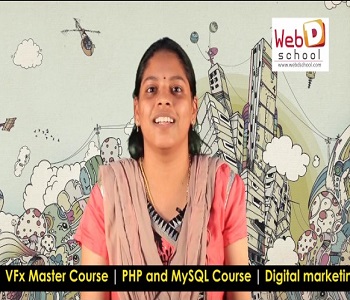 Web D
school
www.webdschool.com
VFx Master Course | PHP and MySQL Course | Digital marketin